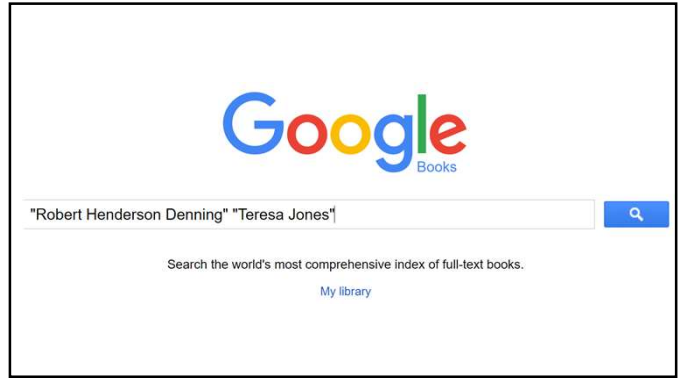 Google
Books
"Robert Henderson Denning" "Teresa Jones"
Search the world's most comprehensive index of full-text books.
My library